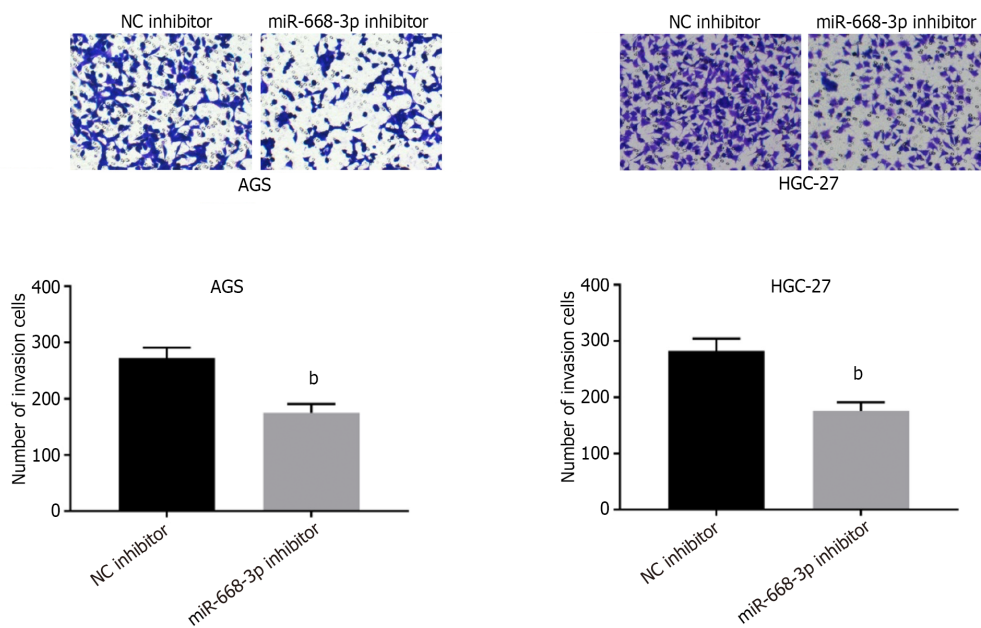 NC inhibitor
miR-668-3p inhibitor
NC inhibitor
miR-668-3p inhibitor
AGS
HGC-27
AGS
Number of invasion cells
400
300
200
100
0
b
NC inhibitor
miR-668-3p inhibitor
HGC-27
Number of invasion cells
400
300
200
100
0
b
NC inhibitor
miR-668-3p inhibitor